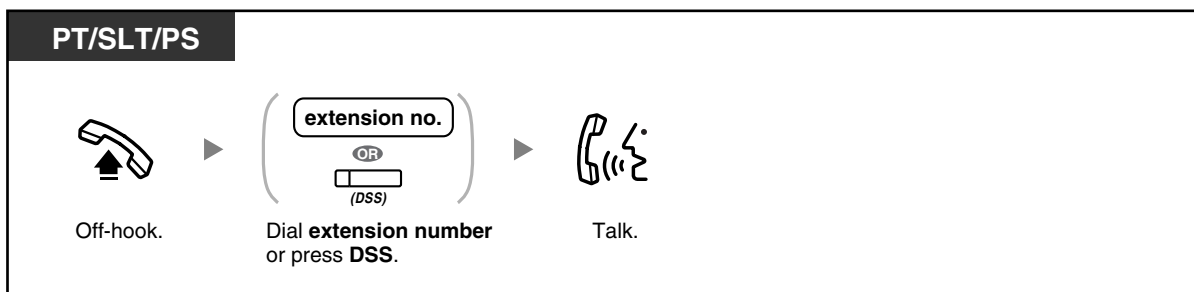 PT/SLT/PS
extension no.
OR
(DSS)
Off-hook.
Dial extension number
or press DSS.
Talk.